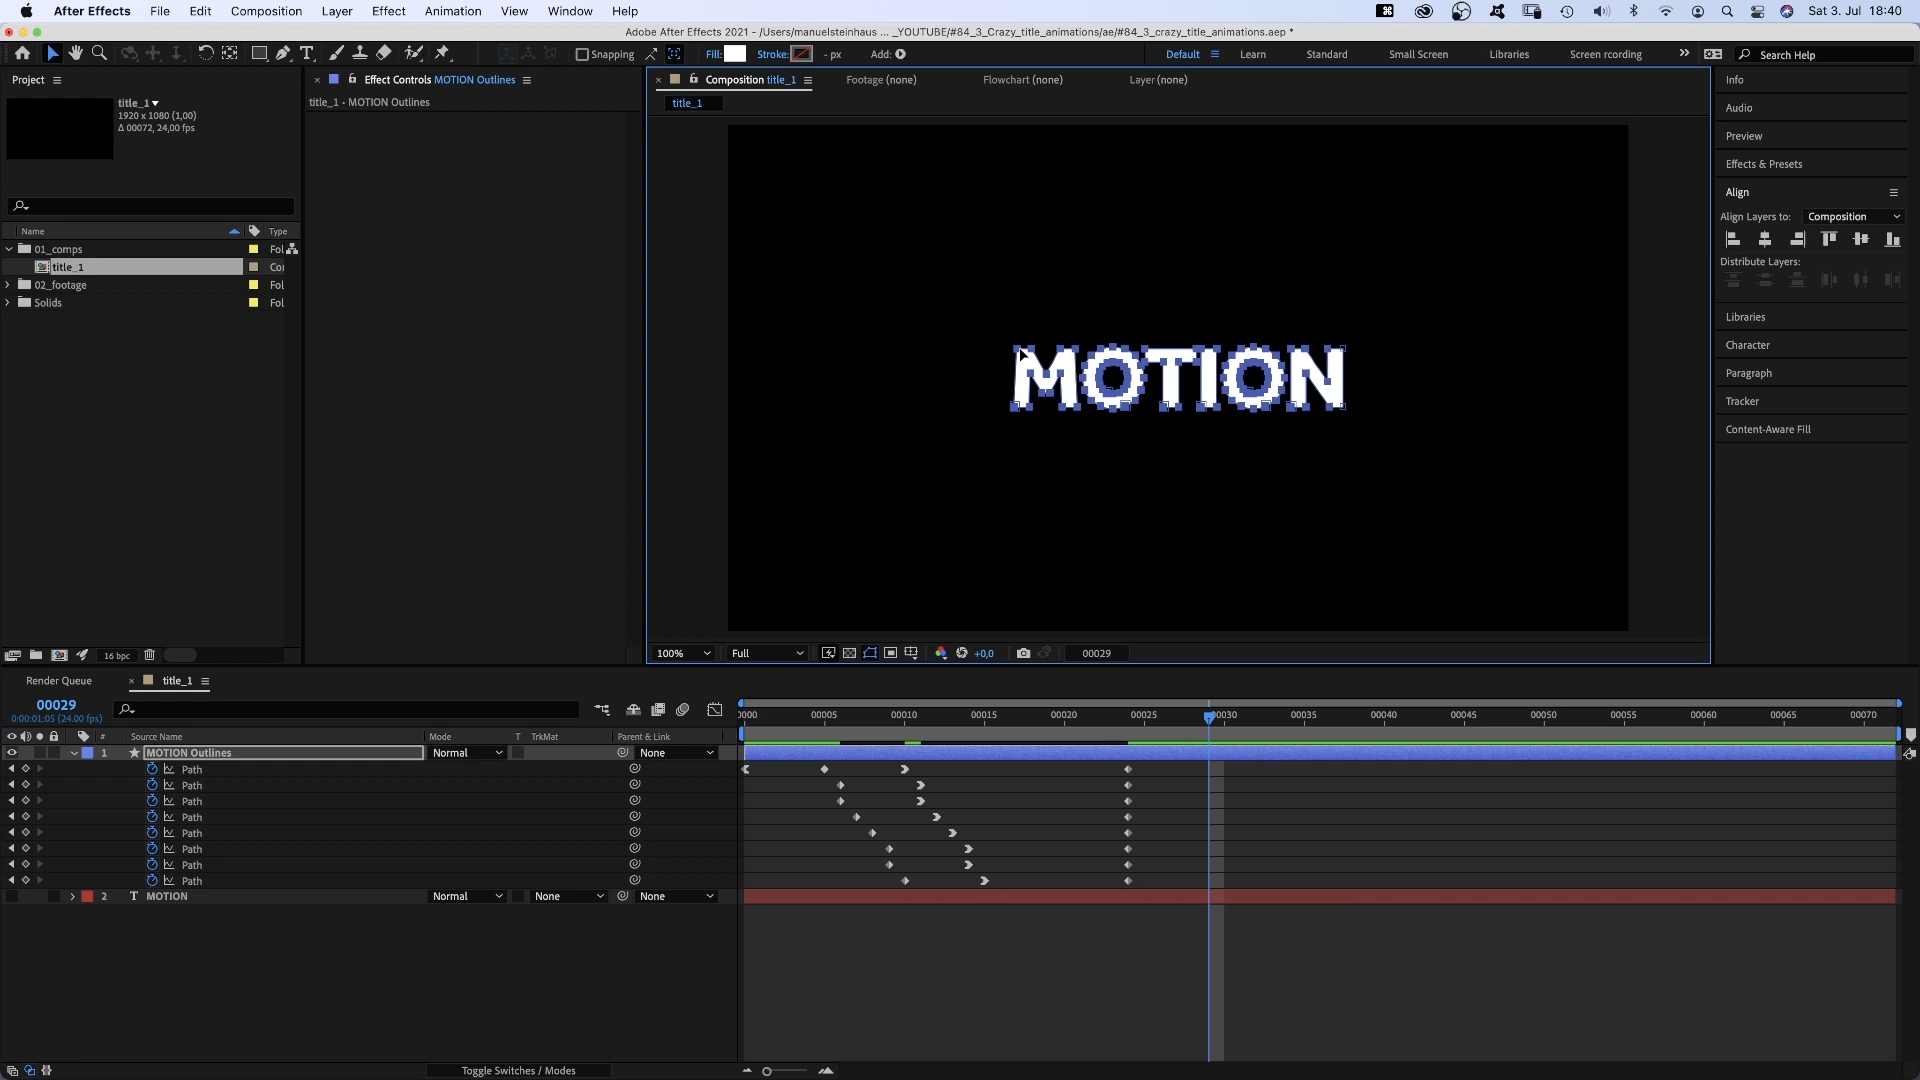 After Effects File Edit Composition Layer Effect Animation View Window Help Sat 3. Jul 18:40
Adobe After Effects 2021 - /Users/manuelsteinhaus ... _YOUTUBE/#84_3_Crazy_title_animations/ae/#84_3_crazy_title_animations.aep *
Snapping Fill: Stroke: - px Add: Default Learn Standard Small Screen Libraries Screen recording Search Help
Project
Effect Controls MOTION Outlines
Composition title_1
Footage (none)
Flowchart (none)
Layer (none)
title_1
1920 x 1080 (1,00)
Δ 00072, 24,00 fps
title_1 • MOTION Outlines
title_1
Name Type
01_comps Fol
title_1 Co
02_footage Fol
Solids Fol
16 bpc
MOTION
100% Full +0,0 00029
Info
Audio
Preview
Effects & Presets
Align
Align Layers to: Composition
Distribute Layers:
Libraries
Character
Paragraph
Tracker
Content-Aware Fill
Render Queue title_1
00029
0:00:01:05 (24.00 fps)
0000 00005 00010 00015 00020 00025 00030 00035 00040 00045 00050 00055 00060 00065 00070
# Source Name Mode T TrkMat Parent & Link
1 MOTION Outlines Normal None
Path
Path
Path
Path
Path
Path
Path
Path
2 T MOTION Normal None None
Toggle Switches / Modes